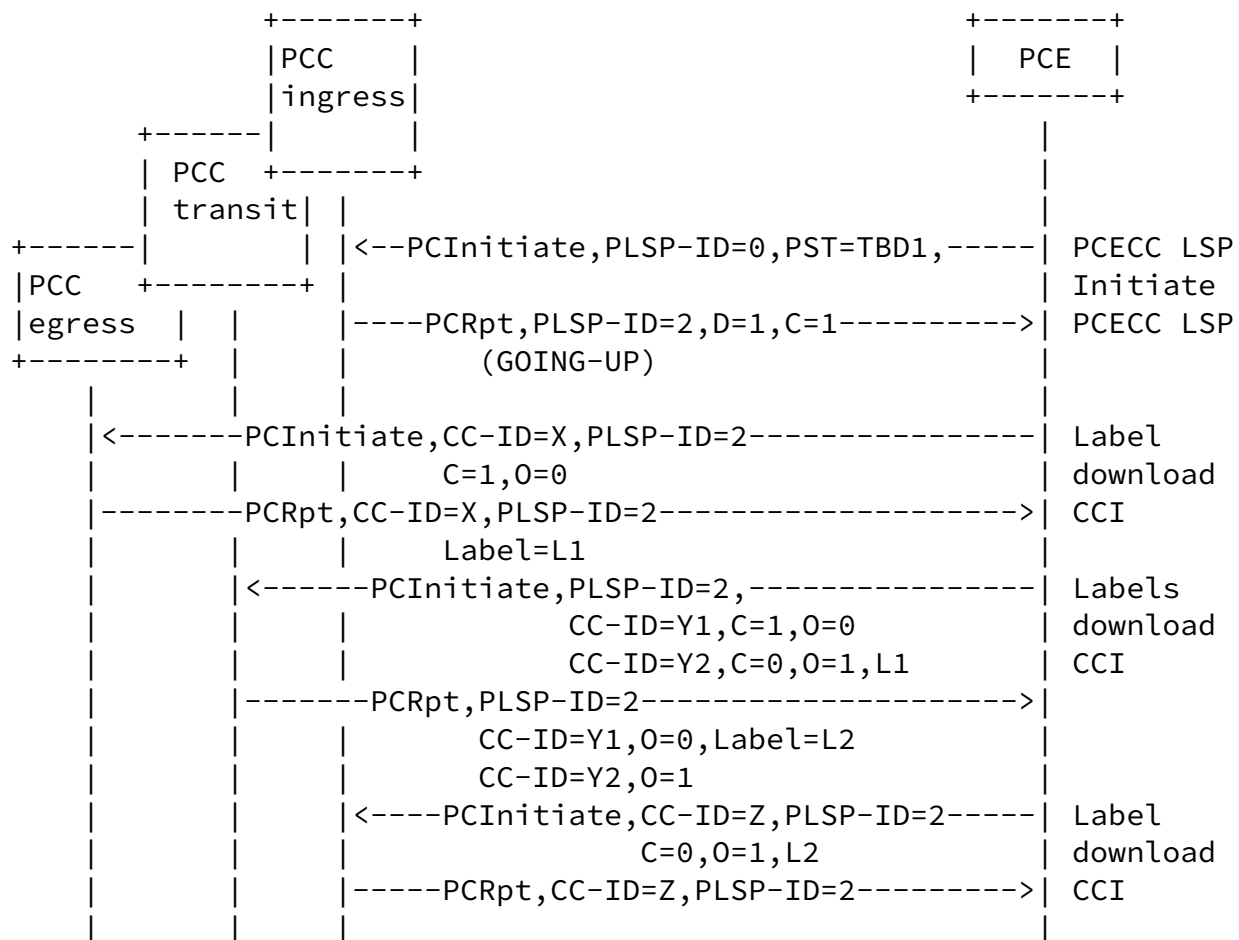 +-------+                              +-------+
|PCC    |                              |  PCE  |
|ingress|                              +-------+
+------|       |                                  |
| PCC  +-------+                                  |
| transit| |                                      |
+------|        | |<--PCInitiate,PLSP-ID=0,PST=TBD1,-----| PCECC LSP
|PCC   +--------+ |                                      | Initiate
|egress  |  |     |----PCRpt,PLSP-ID=2,D=1,C=1---------->| PCECC LSP
+--------+  |     |       (GOING-UP)                     |
|       |     |                                      |
|<-------PCInitiate,CC-ID=X,PLSP-ID=2----------------| Label
|       |     |     C=1,O=0                          | download
|--------PCRpt,CC-ID=X,PLSP-ID=2-------------------->| CCI
|       |     |     Label=L1                         |
|       |<------PCInitiate,PLSP-ID=2,----------------| Labels
|       |     |            CC-ID=Y1,C=1,O=0          | download
|       |     |            CC-ID=Y2,C=0,O=1,L1       | CCI
|       |-------PCRpt,PLSP-ID=2--------------------->|
|       |     |       CC-ID=Y1,O=0,Label=L2          |
|       |     |       CC-ID=Y2,O=1                   |
|       |     |<----PCInitiate,CC-ID=Z,PLSP-ID=2-----| Label
|       |     |                C=0,O=1,L2            | download
|       |     |-----PCRpt,CC-ID=Z,PLSP-ID=2--------->| CCI
|       |     |                                      |